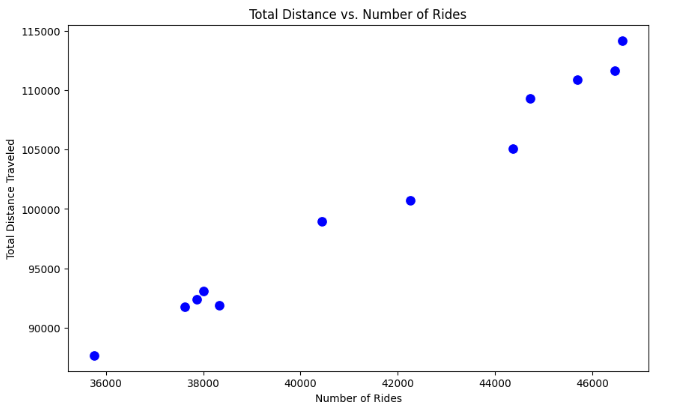 Total Distance vs. Number of Rides
115000
110000
105000
100000
95000
90000
Total Distance Traveled
36000 38000 40000 42000 44000 46000
Number of Rides